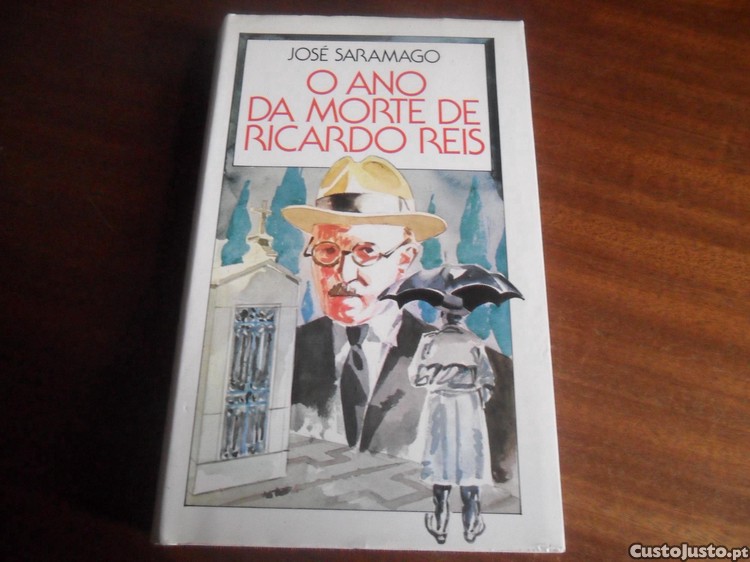 JOSÉ SARAMAGO
O ANO
DA MORTE DE
RICARDO REIS
CustoJusto.pt